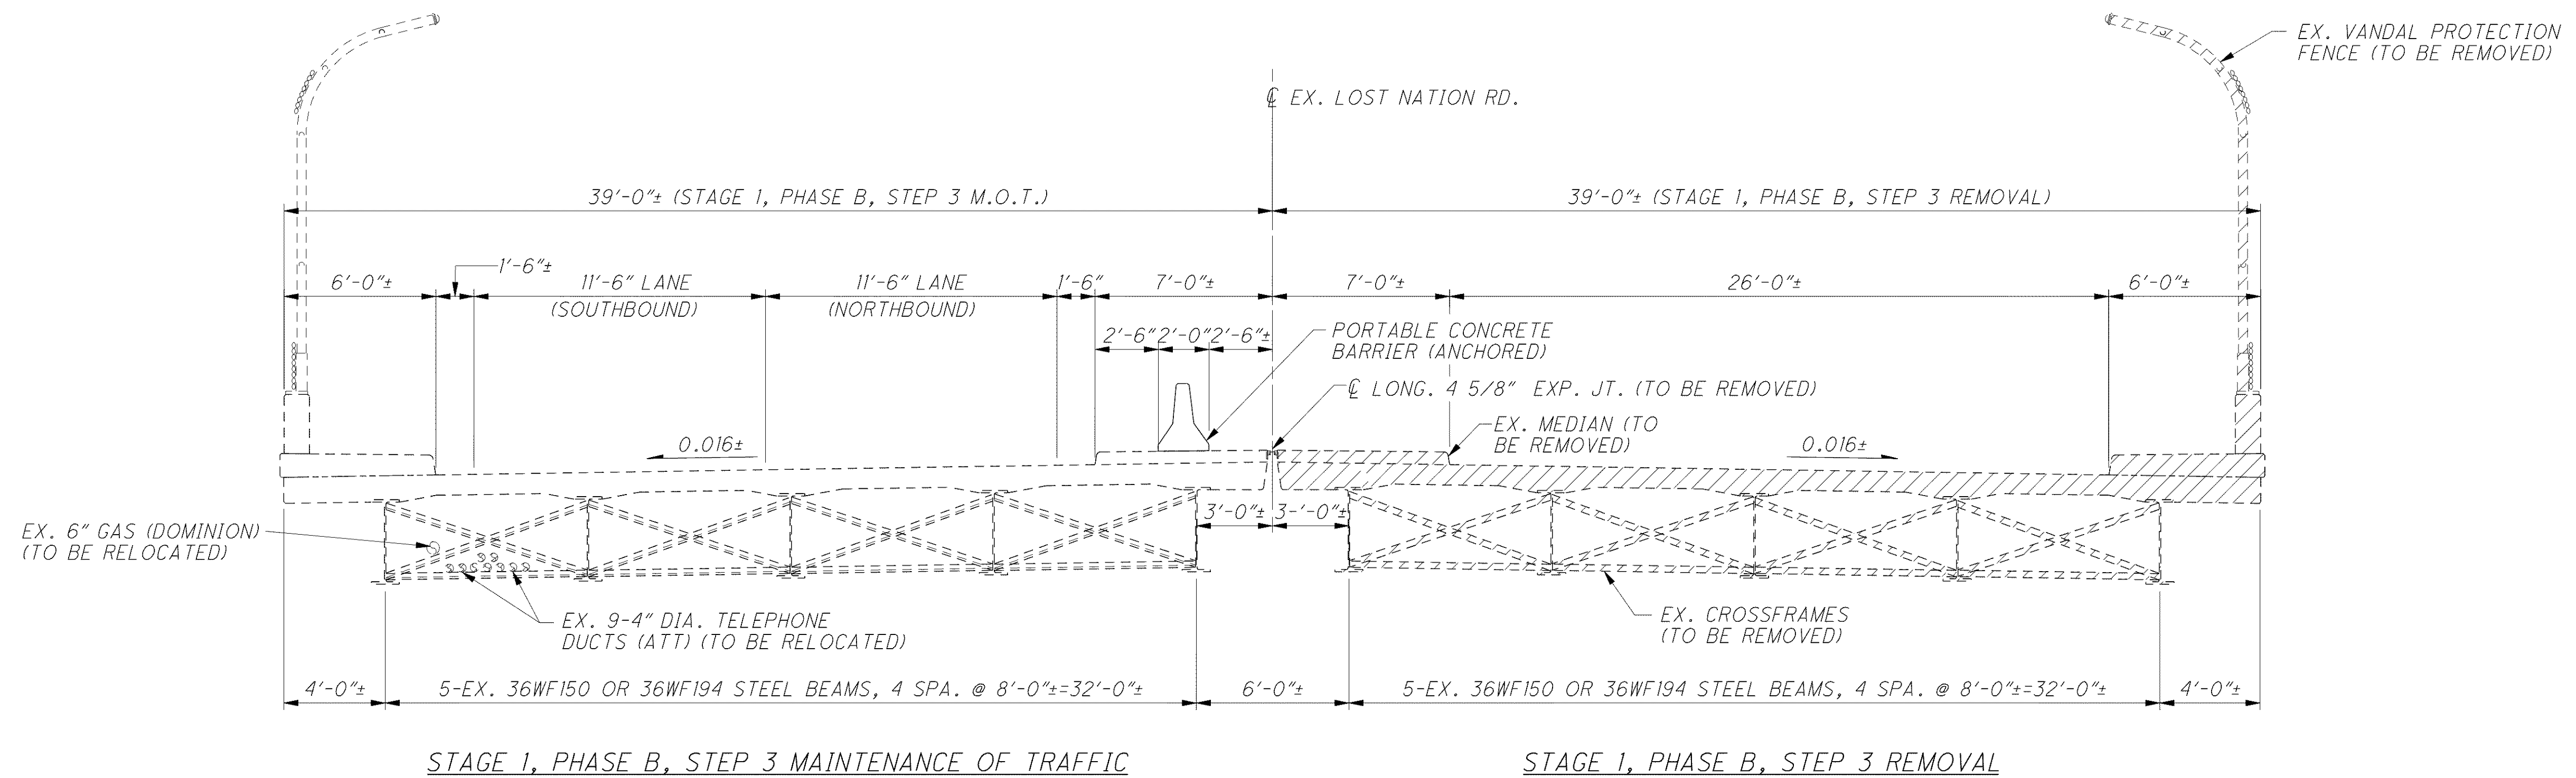 EX. VANDAL PROTECTION
FENCE (TO BE REMOVED)
℄ EX. LOST NATION RD.
39'-0"± (STAGE 1, PHASE B, STEP 3 M.O.T.)
39'-0"± (STAGE 1, PHASE B, STEP 3 REMOVAL)
6'-0"±
1'-6"±
11'-6" LANE
(SOUTHBOUND)
11'-6" LANE
(NORTHBOUND)
1'-6"
7'-0"±
7'-0"±
26'-0"±
6'-0"±
2'-6"
2'-0"
2'-6"±
PORTABLE CONCRETE
BARRIER (ANCHORED)
℄ LONG. 4 5/8" EXP. JT. (TO BE REMOVED)
EX. MEDIAN (TO
BE REMOVED)
0.016±
0.016±
3'-0"±
3-'-0"±
EX. 6" GAS (DOMINION)
(TO BE RELOCATED)
EX. 9-4" DIA. TELEPHONE
DUCTS (ATT) (TO BE RELOCATED)
EX. CROSSFRAMES
(TO BE REMOVED)
4'-0"±
5-EX. 36WF150 OR 36WF194 STEEL BEAMS, 4 SPA. @ 8'-0"±=32'-0"±
6'-0"±
5-EX. 36WF150 OR 36WF194 STEEL BEAMS, 4 SPA. @ 8'-0"±=32'-0"±
4'-0"±
STAGE 1, PHASE B, STEP 3 MAINTENANCE OF TRAFFIC
STAGE 1, PHASE B, STEP 3 REMOVAL